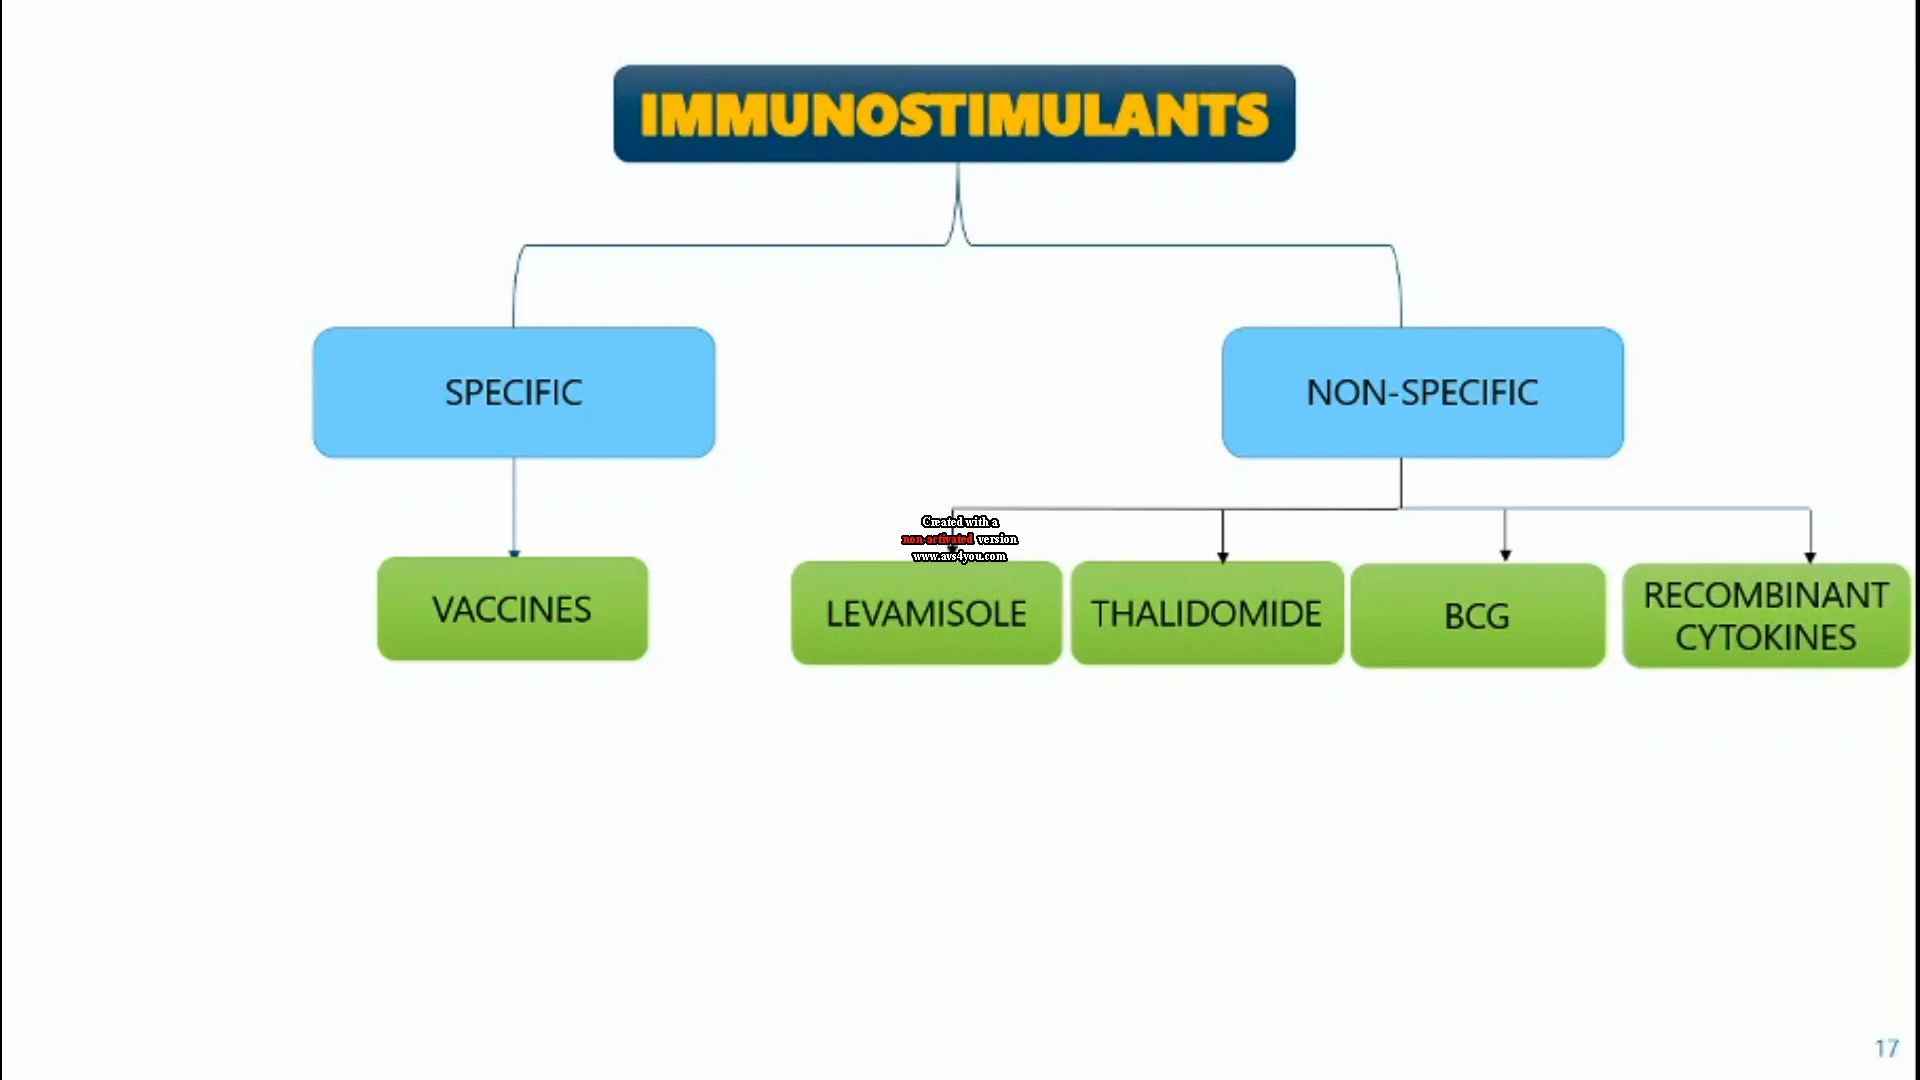 IMMUNOSTIMULANTS
SPECIFIC
NON-SPECIFIC
Created with a
non-activated version
www.avs4you.com
VACCINES
LEVAMISOLE
THALIDOMIDE
BCG
RECOMBINANT
CYTOKINES
17